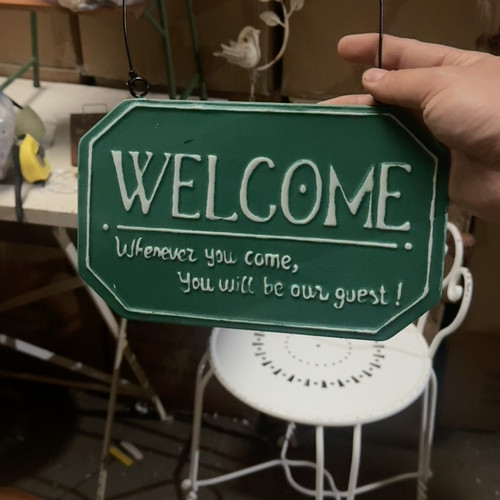 WELCOME
Whenever you come,
You will be our guest !